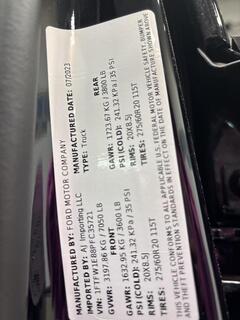 MANUFACTURED BY: FORD MOTOR COMPANY MANUFACTURED DATE: 07/2023
IMPORTED BY: AL Importing LLC TYPE: Truck
VIN: 1FTFW1E88PFC35721
GVWR: 3197.86 KG / 7050 LB
FRONT REAR
GAWR: 1632.95 KG / 3600 LB GAWR: 1723.67 KG / 3800 LB
PSI(COLD): 241.32 KPa / 35 PSI PSI(COLD): 241.32 KPa / 35 PSI
RIMS: 20X8.5J RIMS: 20X8.5J
TIRES: 275/60R20 115T TIRES: 275/60R20 115T
THIS VEHICLE CONFORMS TO ALL APPLICABLE U.S. FEDERAL MOTOR VEHICLE SAFETY, BUMPER,
AND THEFT PREVENTION STANDARDS IN EFFECT ON THE DATE OF MANUFACTURE SHOWN ABOVE